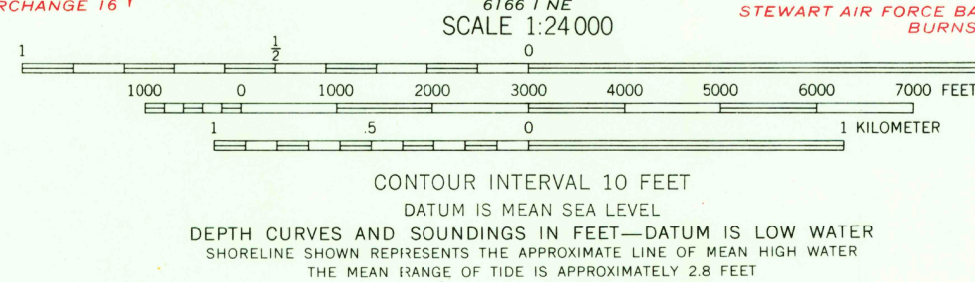 RCHANGE 16
6166 I NE
STEWART AIR FORCE BA
BURNS
SCALE 1:24 000
1 ½ 0
1000 0 1000 2000 3000 4000 5000 6000 7000 FEET
1 .5 0 1 KILOMETER
CONTOUR INTERVAL 10 FEET
DATUM IS MEAN SEA LEVEL
DEPTH CURVES AND SOUNDINGS IN FEET—DATUM IS LOW WATER
SHORELINE SHOWN REPRESENTS THE APPROXIMATE LINE OF MEAN HIGH WATER
THE MEAN RANGE OF TIDE IS APPROXIMATELY 2.8 FEET